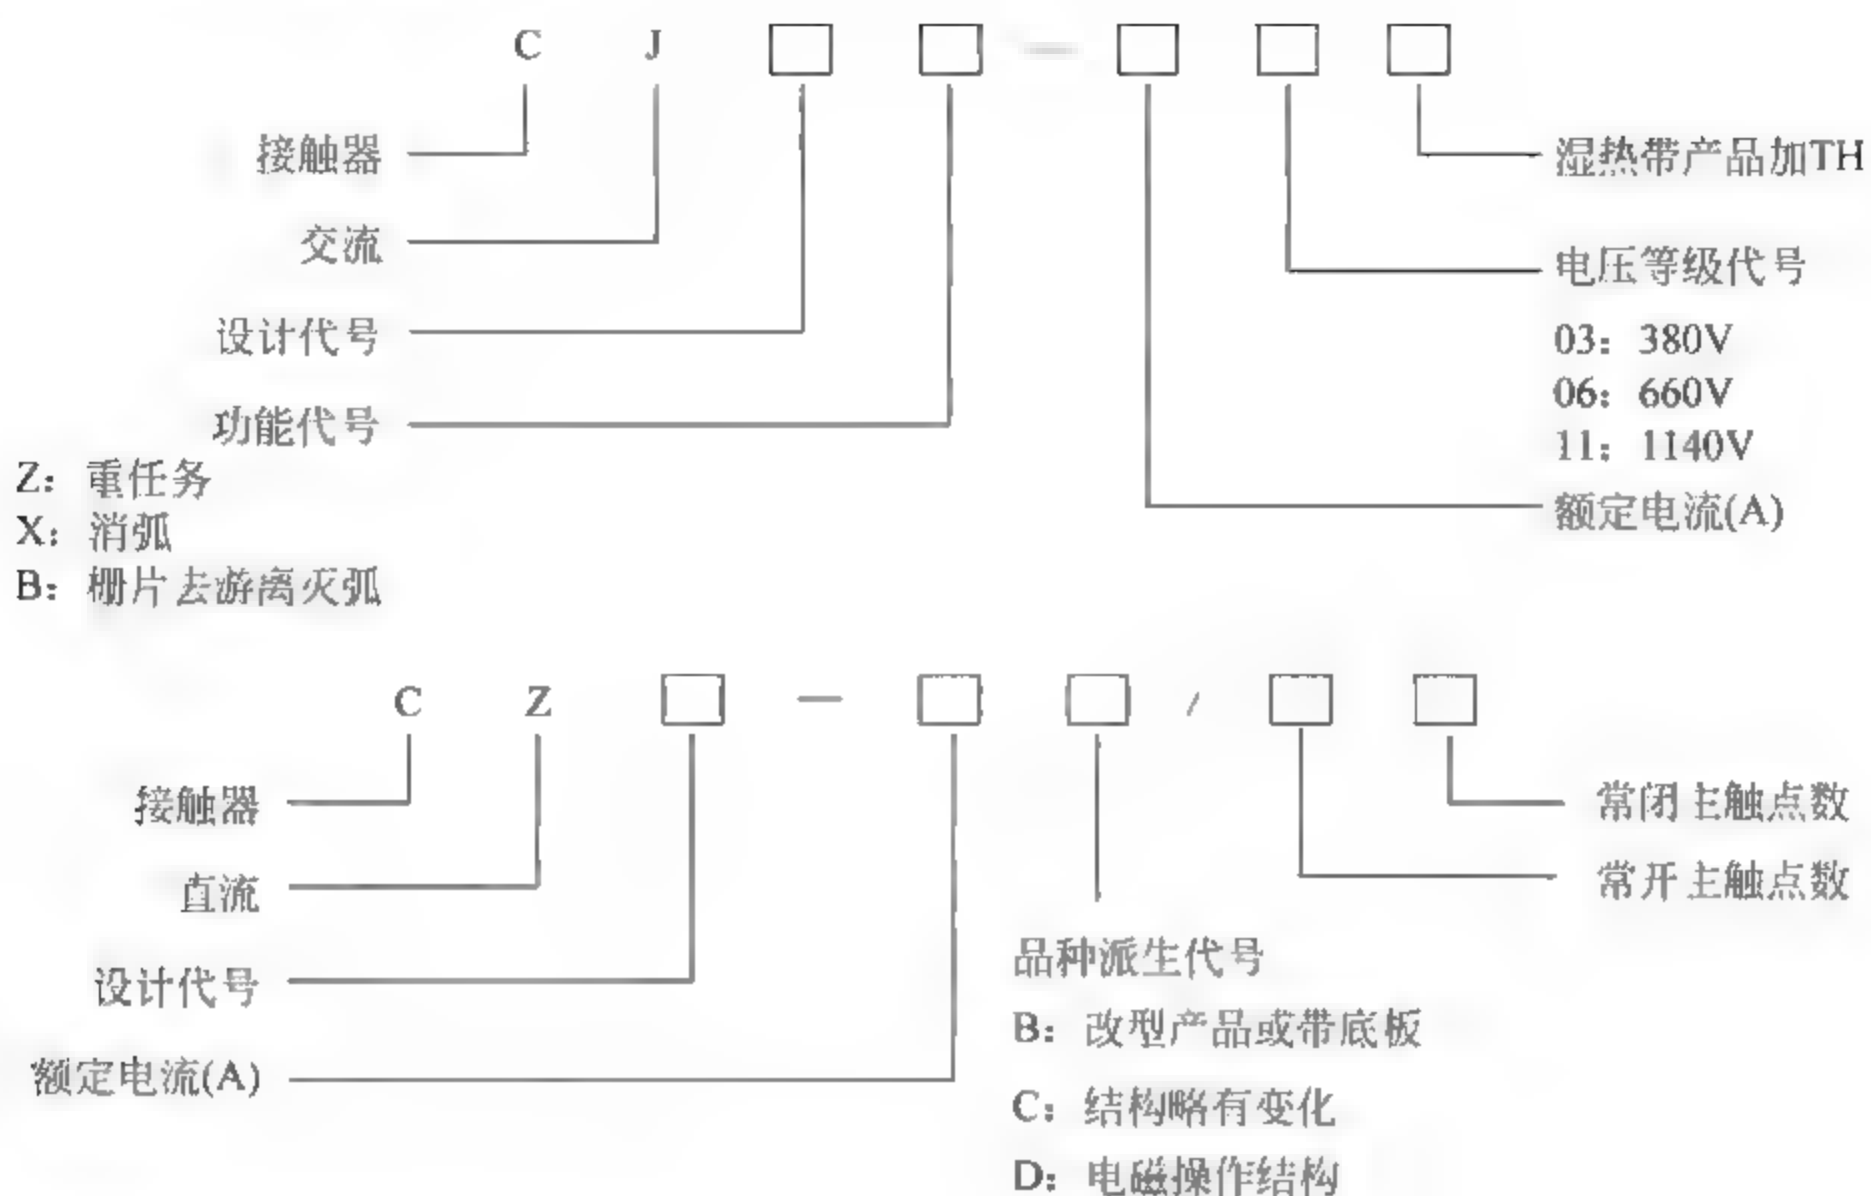 C J □ □ — □ □ □
接触器
湿热带产品加TH
交流
电压等级代号
设计代号
03：380V
06：660V
功能代号
11：1140V
Z：重任务
额定电流(A)
X：消弧
B：栅片去游离灭弧
C Z □ — □ □ / □ □
接触器
常闭主触点数
直流
常开主触点数
设计代号
品种派生代号
B：改型产品或带底板
额定电流(A)
C：结构略有变化
D：电磁操作结构